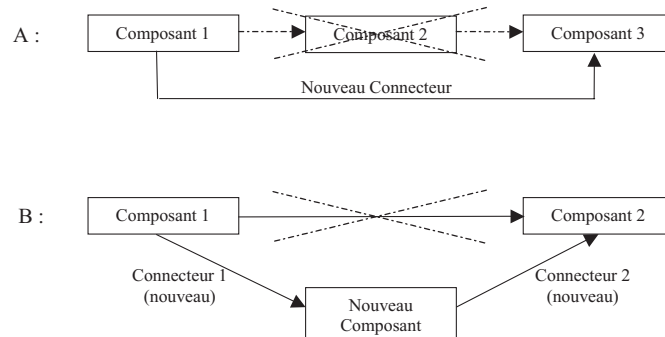 A :
Composant 1
Composant 2
Composant 3
Nouveau Connecteur
B :
Composant 1
Composant 2
Connecteur 1
(nouveau)
Connecteur 2
(nouveau)
Nouveau
Composant